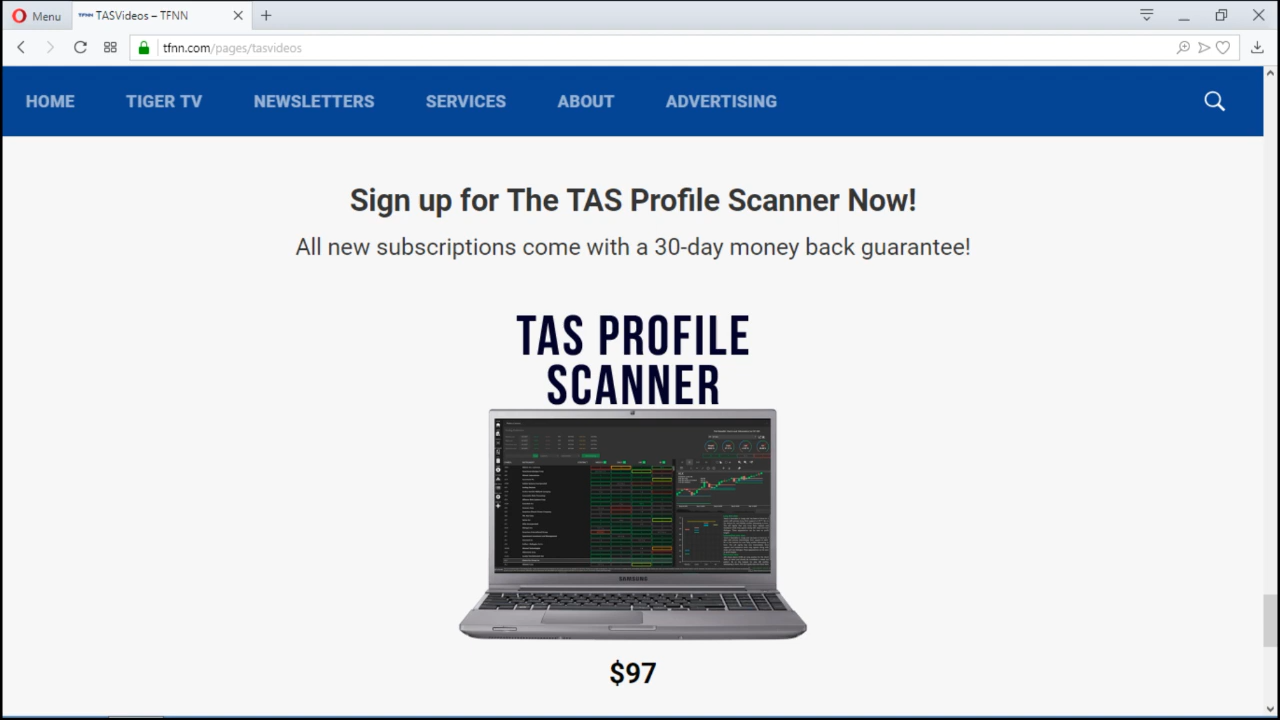 Menu
TFNN TASVideos – TFNN
tfnn.com/pages/tasvideos
HOME TIGER TV NEWSLETTERS SERVICES ABOUT ADVERTISING
Sign up for The TAS Profile Scanner Now!
All new subscriptions come with a 30-day money back guarantee!
TAS PROFILE
SCANNER
SAMSUNG
$97